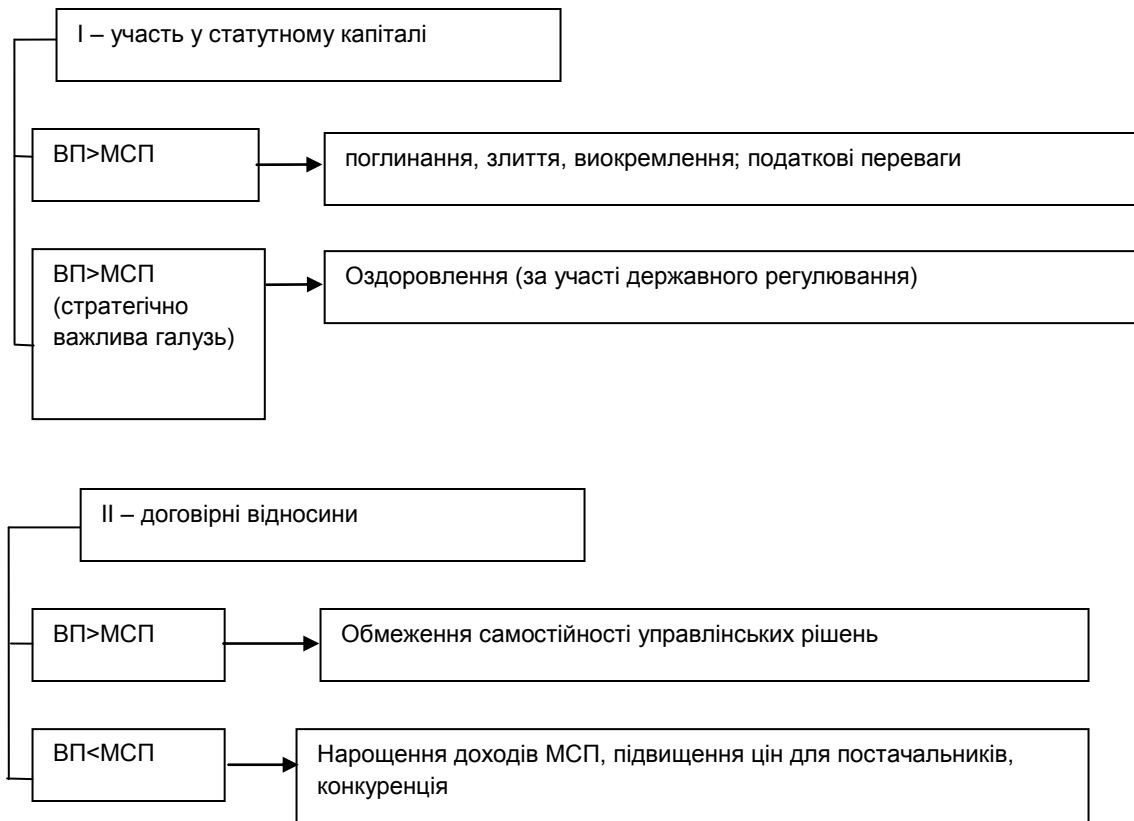 І – участь у статутному капіталі
ВП>МСП
поглинання, злиття, виокремлення; податкові переваги
ВП>МСП
(стратегічно
важлива галузь)
Оздоровлення (за участі державного регулювання)
ІІ – договірні відносини
ВП>МСП
Обмеження самостійності управлінських рішень
ВП<МСП
Нарощення доходів МСП, підвищення цін для постачальників,
конкуренція